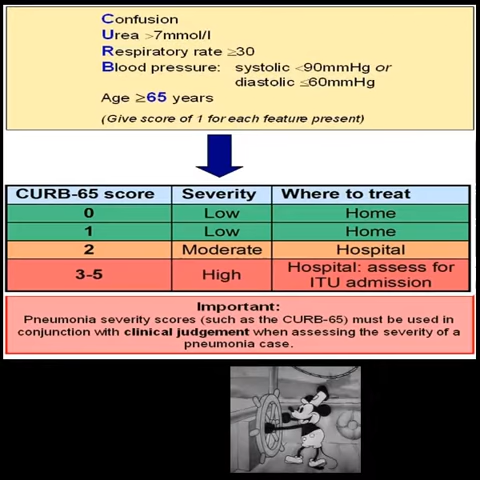 Confusion
Urea >7mmol/l
Respiratory rate ≥30
Blood pressure: systolic <90mmHg or
diastolic ≤60mmHg
Age ≥65 years
(Give score of 1 for each feature present)
CURB-65 score Severity Where to treat
0 Low Home
1 Low Home
2 Moderate Hospital
3-5 High Hospital: assess for
ITU admission
Important:
Pneumonia severity scores (such as the CURB-65) must be used in
conjunction with clinical judgement when assessing the severity of a
pneumonia case.